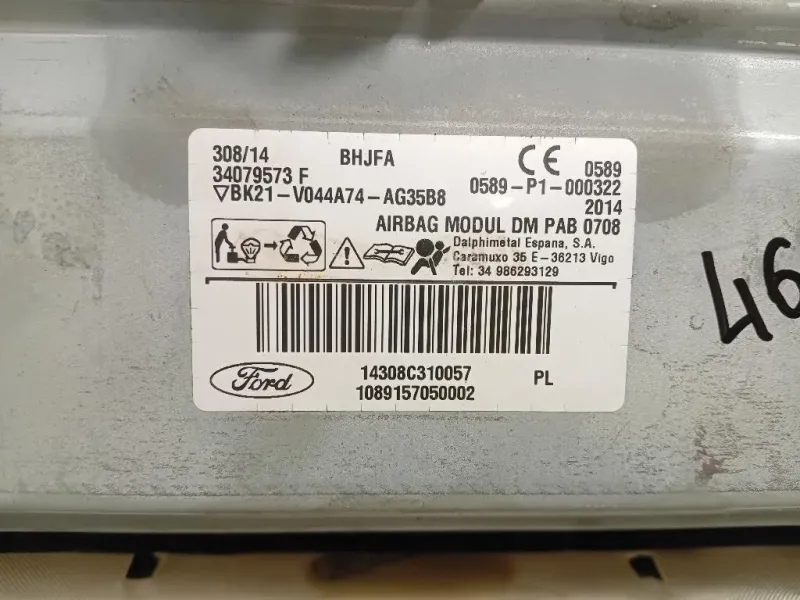 308/14 BHJFA CE 0589
34079573 F 0589-P1-000322
▽BK21-V044A74-AG35B8 2014
AIRBAG MODUL DM PAB 0708
Dalphimetal Espana, S.A.
Caramuxo 35 E-36213 Vigo
Tel: 34 986293129
Ford 14308C310057 PL
1089157050002
46